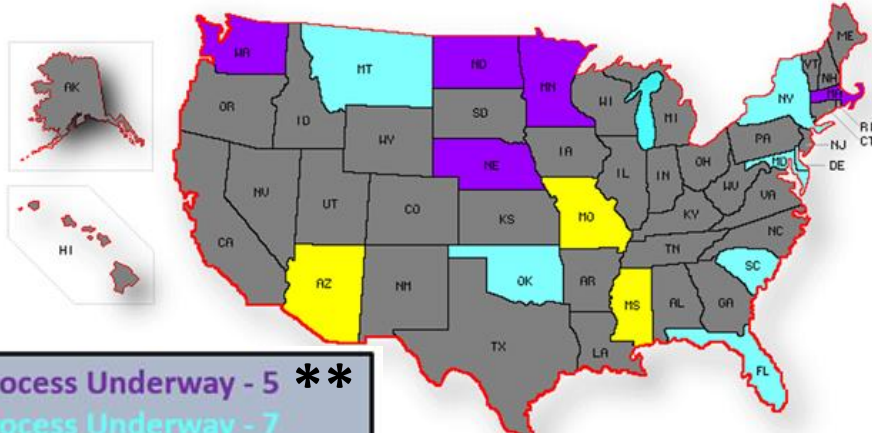 WA
MT
ND
MN
ME
AK
OR
ID
SD
WI
MI
VT
NH
NY
MA
RI
CT
WY
NE
IA
PA
NJ
DE
MD
NV
UT
CO
KS
MO
IL
IN
OH
WV
VA
KY
CA
HI
AZ
NM
OK
AR
TN
NC
SC
TX
LA
MS
AL
GA
FL
ocess Underway - 5 **
ocess Underway - 7